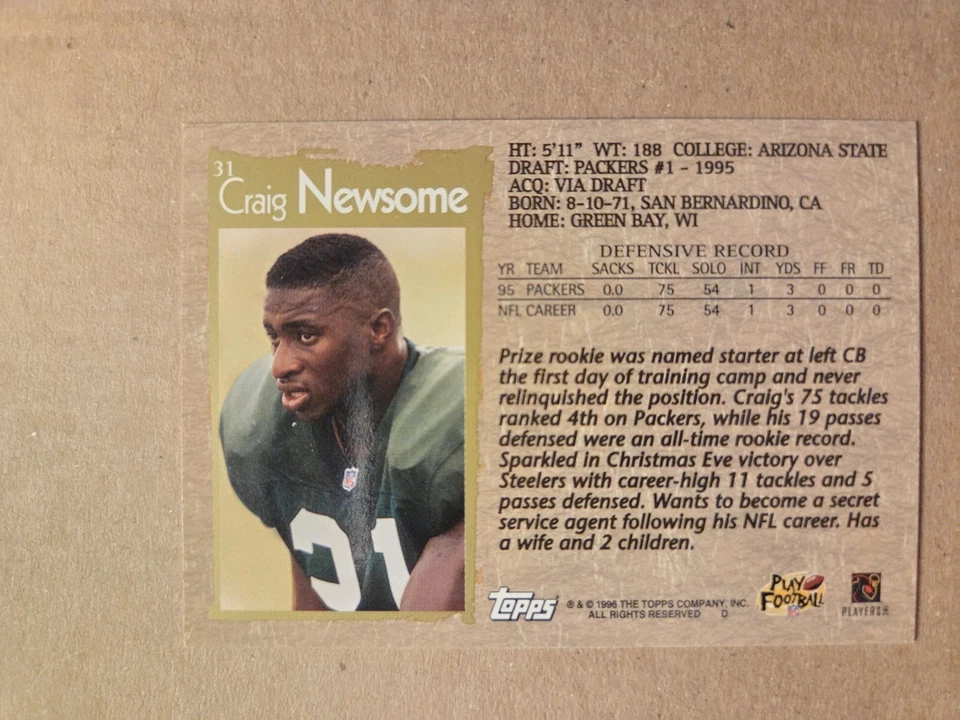 31
Craig Newsome
HT: 5'11" WT: 188 COLLEGE: ARIZONA STATE
DRAFT: PACKERS #1 - 1995
ACQ: VIA DRAFT
BORN: 8-10-71, SAN BERNARDINO, CA
HOME: GREEN BAY, WI
DEFENSIVE RECORD
YR TEAM SACKS TCKL SOLO INT YDS FF FR TD
95 PACKERS 0.0 75 54 1 3 0 0 0
NFL CAREER 0.0 75 54 1 3 0 0 0
Prize rookie was named starter at left CB
the first day of training camp and never
relinquished the position. Craig's 75 tackles
ranked 4th on Packers, while his 19 passes
defensed were an all-time rookie record.
Sparkled in Christmas Eve victory over
Steelers with career-high 11 tackles and 5
passes defensed. Wants to become a secret
service agent following his NFL career. Has
a wife and 2 children.
21
Topps
® & © 1996 THE TOPPS COMPANY, INC.
ALL RIGHTS RESERVED D
PLAY
FOOTBALL
PLAYERS